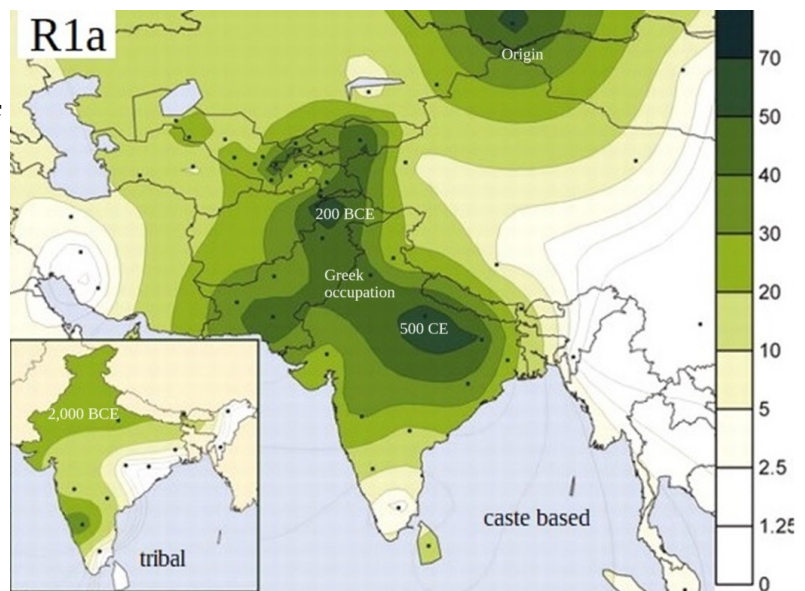 R1a
Origin
200 BCE
Greek
occupation
500 CE
caste based
2,000 BCE
tribal
70
50
40
30
20
10
5
2.5
1.25
0